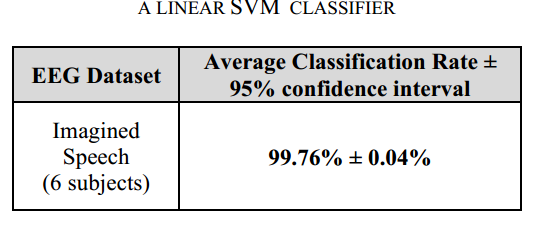 A LINEAR SVM CLASSIFIER
EEG Dataset
Average Classification Rate ±
95% confidence interval
Imagined
Speech
(6 subjects)
99.76% ± 0.04%